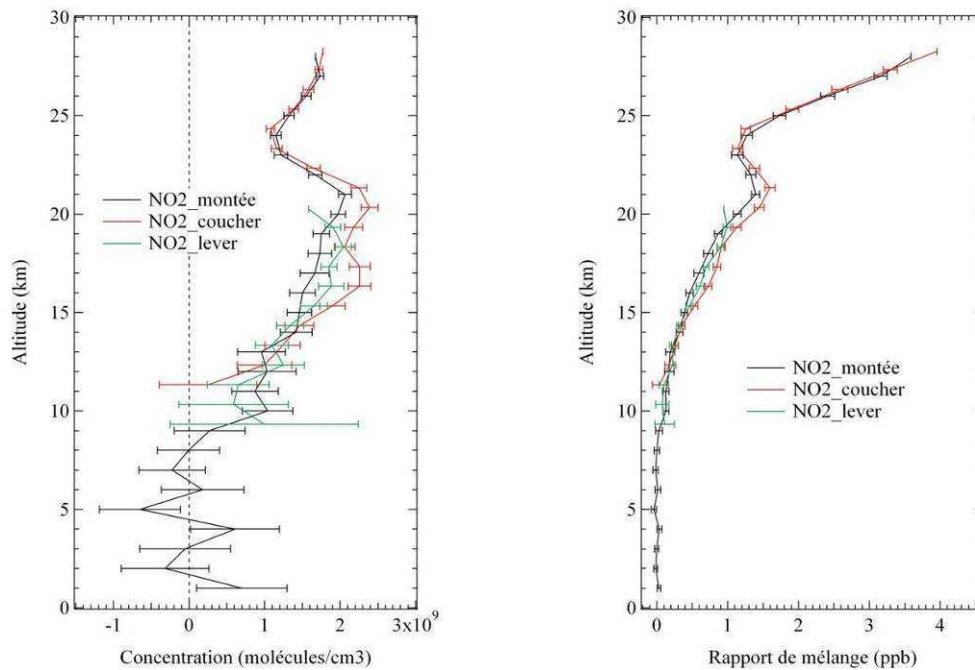 30
25
20
15
10
5
0
Altitude (km)
NO2_montée
NO2_coucher
NO2_lever
-1 0 1 2 3x10 9
Concentration (molécules/cm3)
30
25
20
15
10
5
0
Altitude (km)
NO2_montée
NO2_coucher
NO2_lever
0 1 2 3 4
Rapport de mélange (ppb)